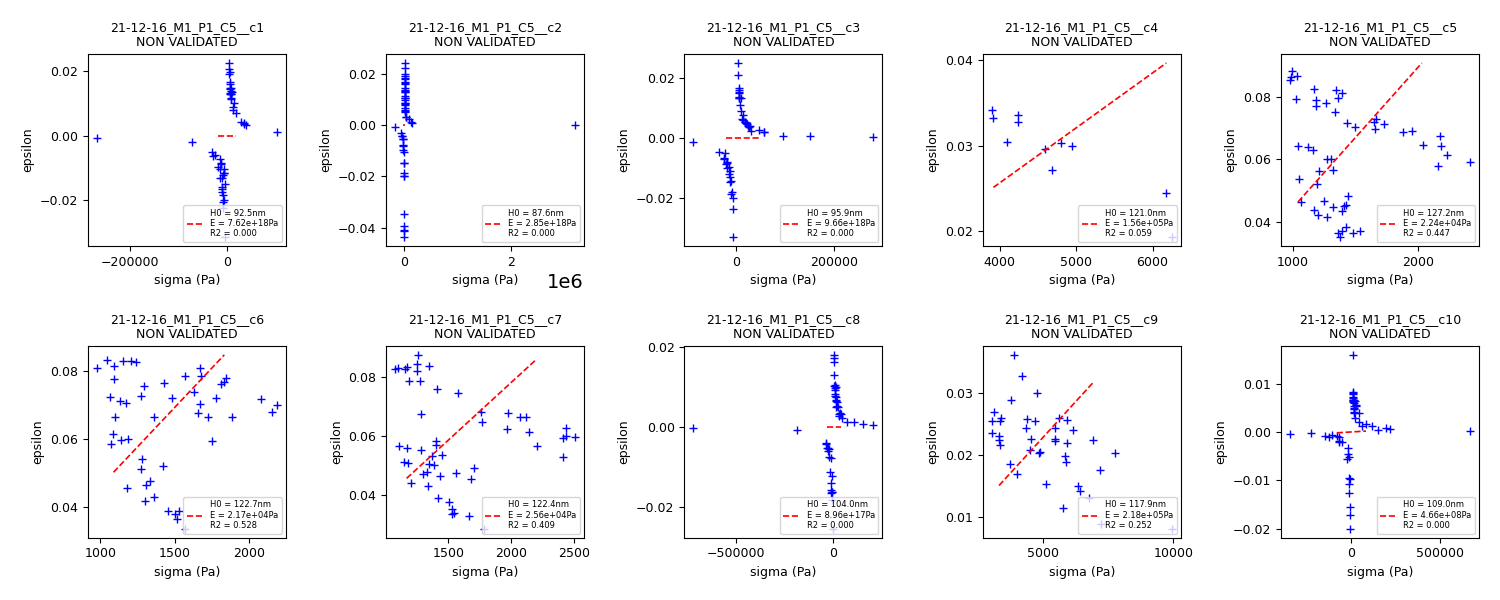 21-12-16_M1_P1_C5__c1
NON VALIDATED
0.02
0.00
−0.02
epsilon
−200000
0
sigma (Pa)
H0 = 92.5nm
E = 7.62e+18Pa
R2 = 0.000
21-12-16_M1_P1_C5__c2
NON VALIDATED
0.02
0.00
−0.02
−0.04
epsilon
0
2
sigma (Pa)
1e6
H0 = 87.6nm
E = 2.85e+18Pa
R2 = 0.000
21-12-16_M1_P1_C5__c3
NON VALIDATED
0.02
0.00
−0.02
epsilon
0
200000
sigma (Pa)
H0 = 95.9nm
E = 9.66e+18Pa
R2 = 0.000
21-12-16_M1_P1_C5__c4
NON VALIDATED
0.04
0.03
0.02
epsilon
4000
5000
6000
sigma (Pa)
H0 = 121.0nm
E = 1.56e+05Pa
R2 = 0.059
21-12-16_M1_P1_C5__c5
NON VALIDATED
0.08
0.06
0.04
epsilon
1000
2000
sigma (Pa)
H0 = 127.2nm
E = 2.24e+04Pa
R2 = 0.447
21-12-16_M1_P1_C5__c6
NON VALIDATED
0.08
0.06
0.04
epsilon
1000
1500
2000
sigma (Pa)
H0 = 122.7nm
E = 2.17e+04Pa
R2 = 0.528
21-12-16_M1_P1_C5__c7
NON VALIDATED
0.08
0.06
0.04
epsilon
1500
2000
2500
sigma (Pa)
H0 = 122.4nm
E = 2.56e+04Pa
R2 = 0.409
21-12-16_M1_P1_C5__c8
NON VALIDATED
0.02
0.00
−0.02
epsilon
−500000
0
sigma (Pa)
H0 = 104.0nm
E = 8.96e+17Pa
R2 = 0.000
21-12-16_M1_P1_C5__c9
NON VALIDATED
0.03
0.02
0.01
epsilon
5000
10000
sigma (Pa)
H0 = 117.9nm
E = 2.18e+05Pa
R2 = 0.252
21-12-16_M1_P1_C5__c10
NON VALIDATED
0.01
0.00
−0.01
−0.02
epsilon
0
500000
sigma (Pa)
H0 = 109.0nm
E = 4.66e+08Pa
R2 = 0.000